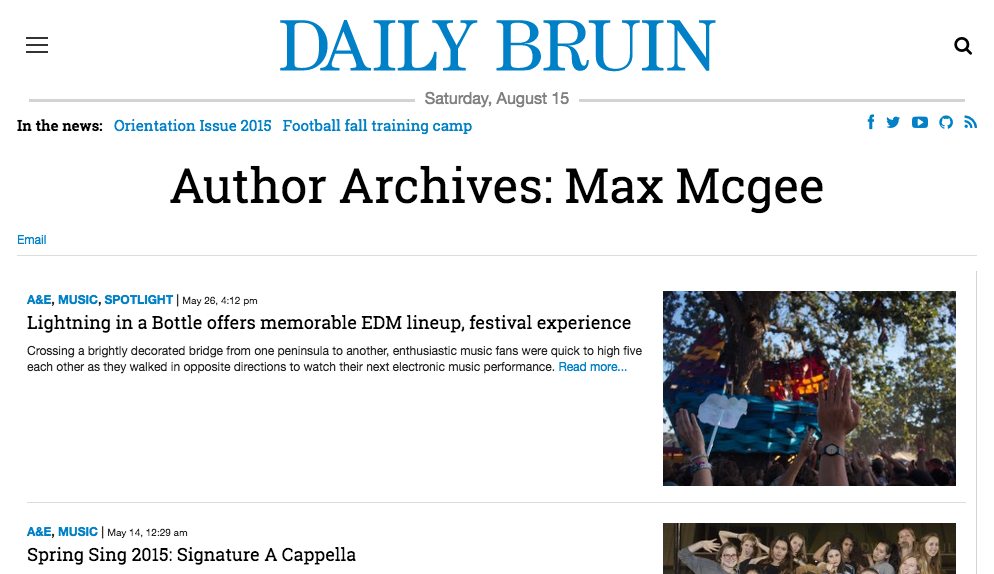 DAILY BRUIN
Saturday, August 15
In the news: Orientation Issue 2015 Football fall training camp
Author Archives: Max Mcgee
Email
A&E, MUSIC, SPOTLIGHT | May 26, 4:12 pm
Lightning in a Bottle offers memorable EDM lineup, festival experience
Crossing a brightly decorated bridge from one peninsula to another, enthusiastic music fans were quick to high five
each other as they walked in opposite directions to watch their next electronic music performance. Read more...
A&E, MUSIC | May 14, 12:29 am
Spring Sing 2015: Signature A Cappella